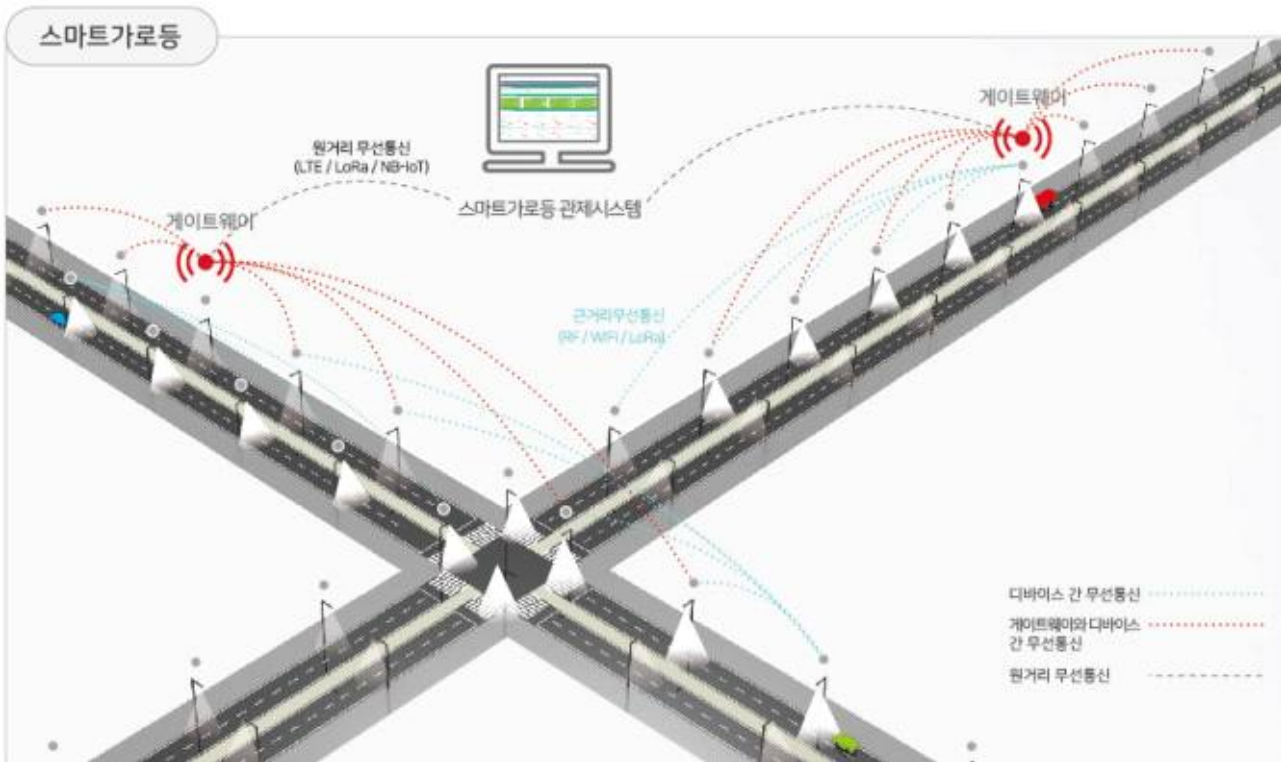 스마트가로등
게이트웨이
원거리 무선통신
(LTE / LoRa / NB-IoT)
스마트가로등 관제시스템
게이트웨이
근거리무선통신
(RF / WIFI / LoRa)
디바이스 간 무선통신
게이트웨이와 디바이스
간 무선통신
원거리 무선통신